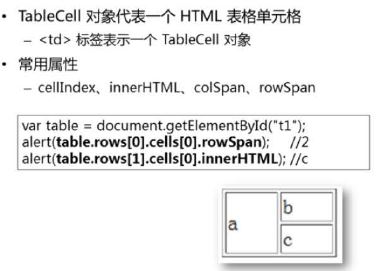 • TableCell 对象代表一个 HTML 表格单元格
– <td> 标签表示一个 TableCell 对象
• 常用属性
– cellIndex、innerHTML、colSpan、rowSpan
var table = document.getElementById("t1");
alert(table.rows[0].cells[0].rowSpan); //2
alert(table.rows[1].cells[0].innerHTML); //c
a
b
c